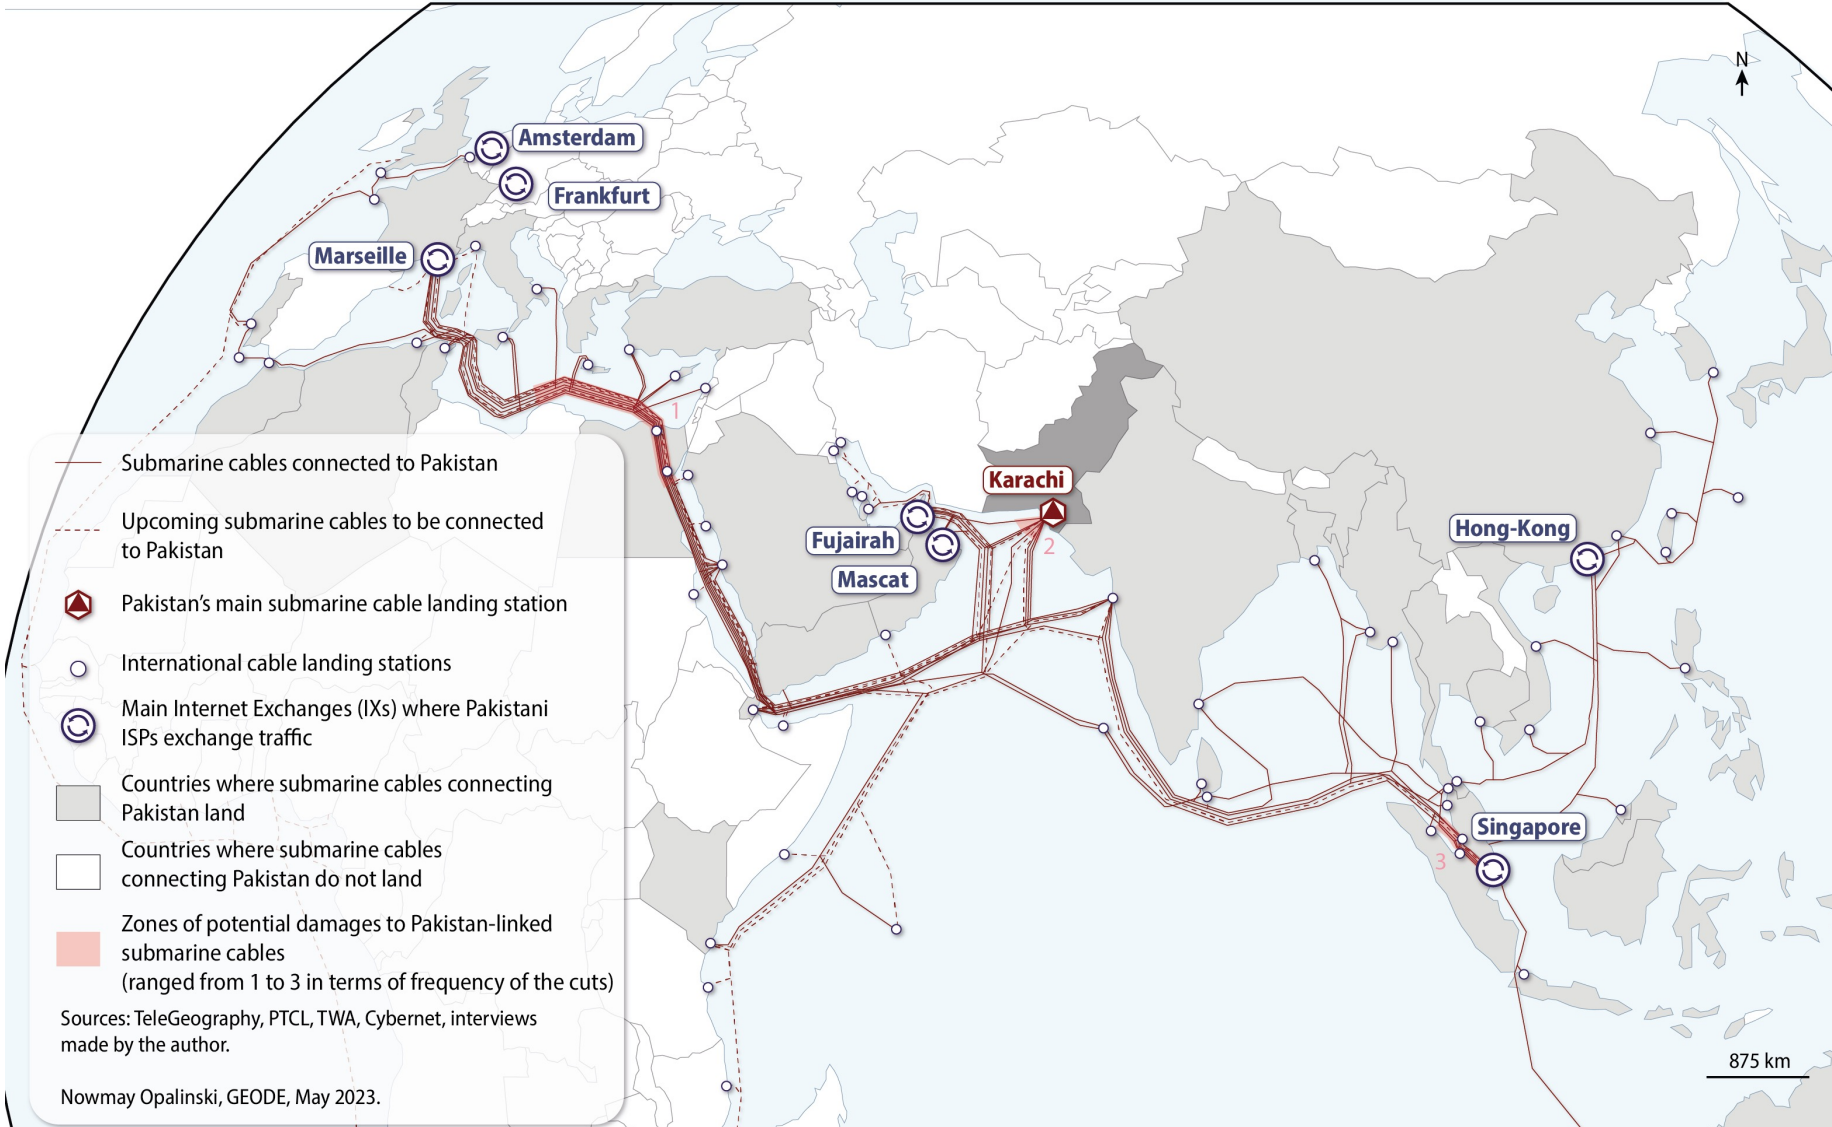 N
Amsterdam
Frankfurt
Marseille
1
Karachi
2
Fujairah
Mascat
Hong-Kong
Singapore
3
Submarine cables connected to Pakistan
Upcoming submarine cables to be connected
to Pakistan
Pakistan's main submarine cable landing station
International cable landing stations
Main Internet Exchanges (IXs) where Pakistani
ISPs exchange traffic
Countries where submarine cables connecting
Pakistan land
Countries where submarine cables
connecting Pakistan do not land
Zones of potential damages to Pakistan-linked
submarine cables
(ranged from 1 to 3 in terms of frequency of the cuts)
Sources: TeleGeography, PTCL, TWA, Cybernet, interviews
made by the author.
Nowmay Opalinski, GEODE, May 2023.
875 km